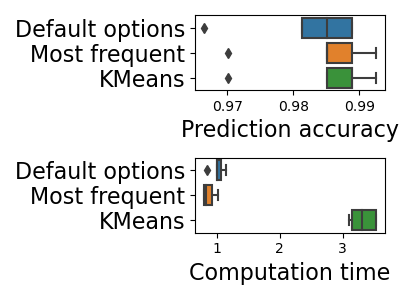 Default options
Most frequent
KMeans
0.97 0.98 0.99
Prediction accuracy
Default options
Most frequent
KMeans
1 2 3
Computation time